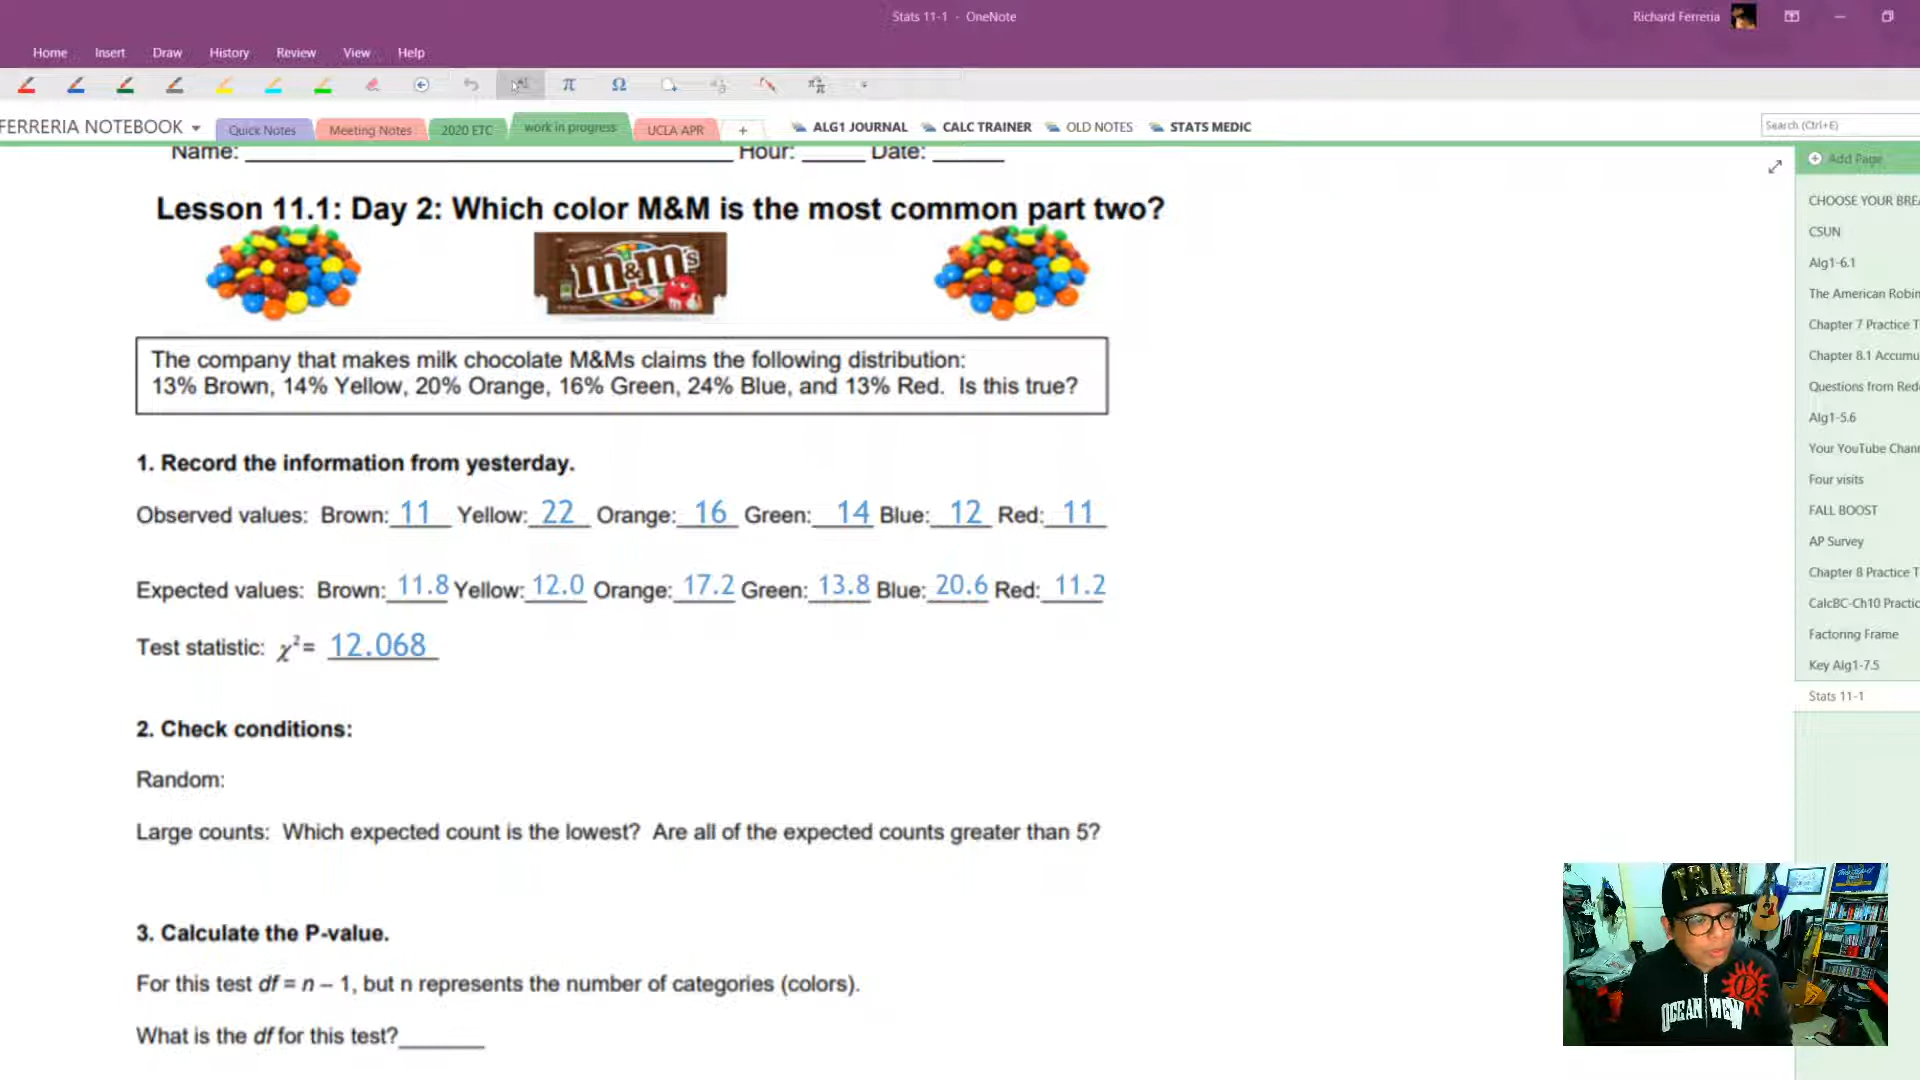 Stats 11-1 - OneNote
Richard Ferreria
Home Insert Draw History Review View Help
FERRERIA NOTEBOOK
Quick Notes Meeting Notes 2020 ETC work in progress UCLA APR + ALG1 JOURNAL CALC TRAINER OLD NOTES STATS MEDIC
Search (Ctrl+E)
Add Page
Name: Hour: Date:
Lesson 11.1: Day 2: Which color M&M is the most common part two?
m&m's
The company that makes milk chocolate M&Ms claims the following distribution:
13% Brown, 14% Yellow, 20% Orange, 16% Green, 24% Blue, and 13% Red. Is this true?
1. Record the information from yesterday.
Observed values: Brown: 11 Yellow: 22 Orange: 16 Green: 14 Blue: 12 Red: 11
Expected values: Brown: 11.8 Yellow: 12.0 Orange: 17.2 Green: 13.8 Blue: 20.6 Red: 11.2
Test statistic: χ²= 12.068
2. Check conditions:
Random:
Large counts: Which expected count is the lowest? Are all of the expected counts greater than 5?
3. Calculate the P-value.
For this test df = n – 1, but n represents the number of categories (colors).
What is the df for this test?
CHOOSE YOUR BREA
CSUN
Alg1-6.1
The American Robin
Chapter 7 Practice T
Chapter 8.1 Accumu
Questions from Red
Alg1-5.6
Your YouTube Chann
Four visits
FALL BOOST
AP Survey
Chapter 8 Practice T
CalcBC-Ch10 Practic
Factoring Frame
Key Alg1-7.5
Stats 11-1
OCEAN VIEW